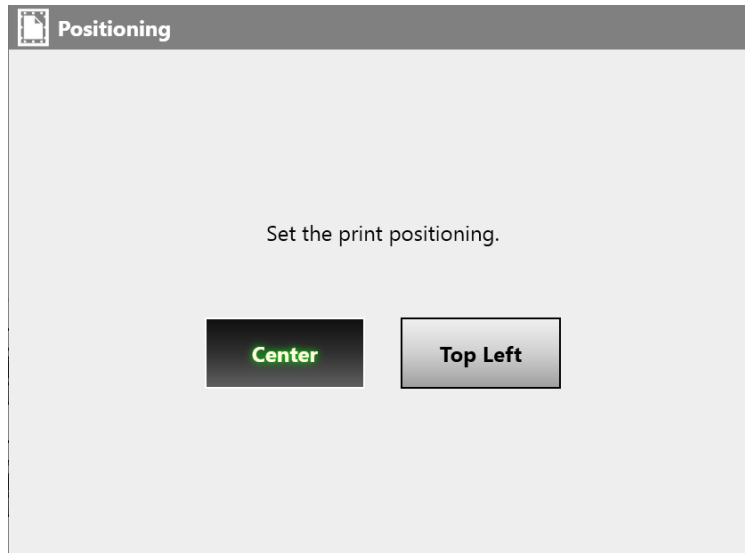 Positioning
Set the print positioning.
Center
Top Left